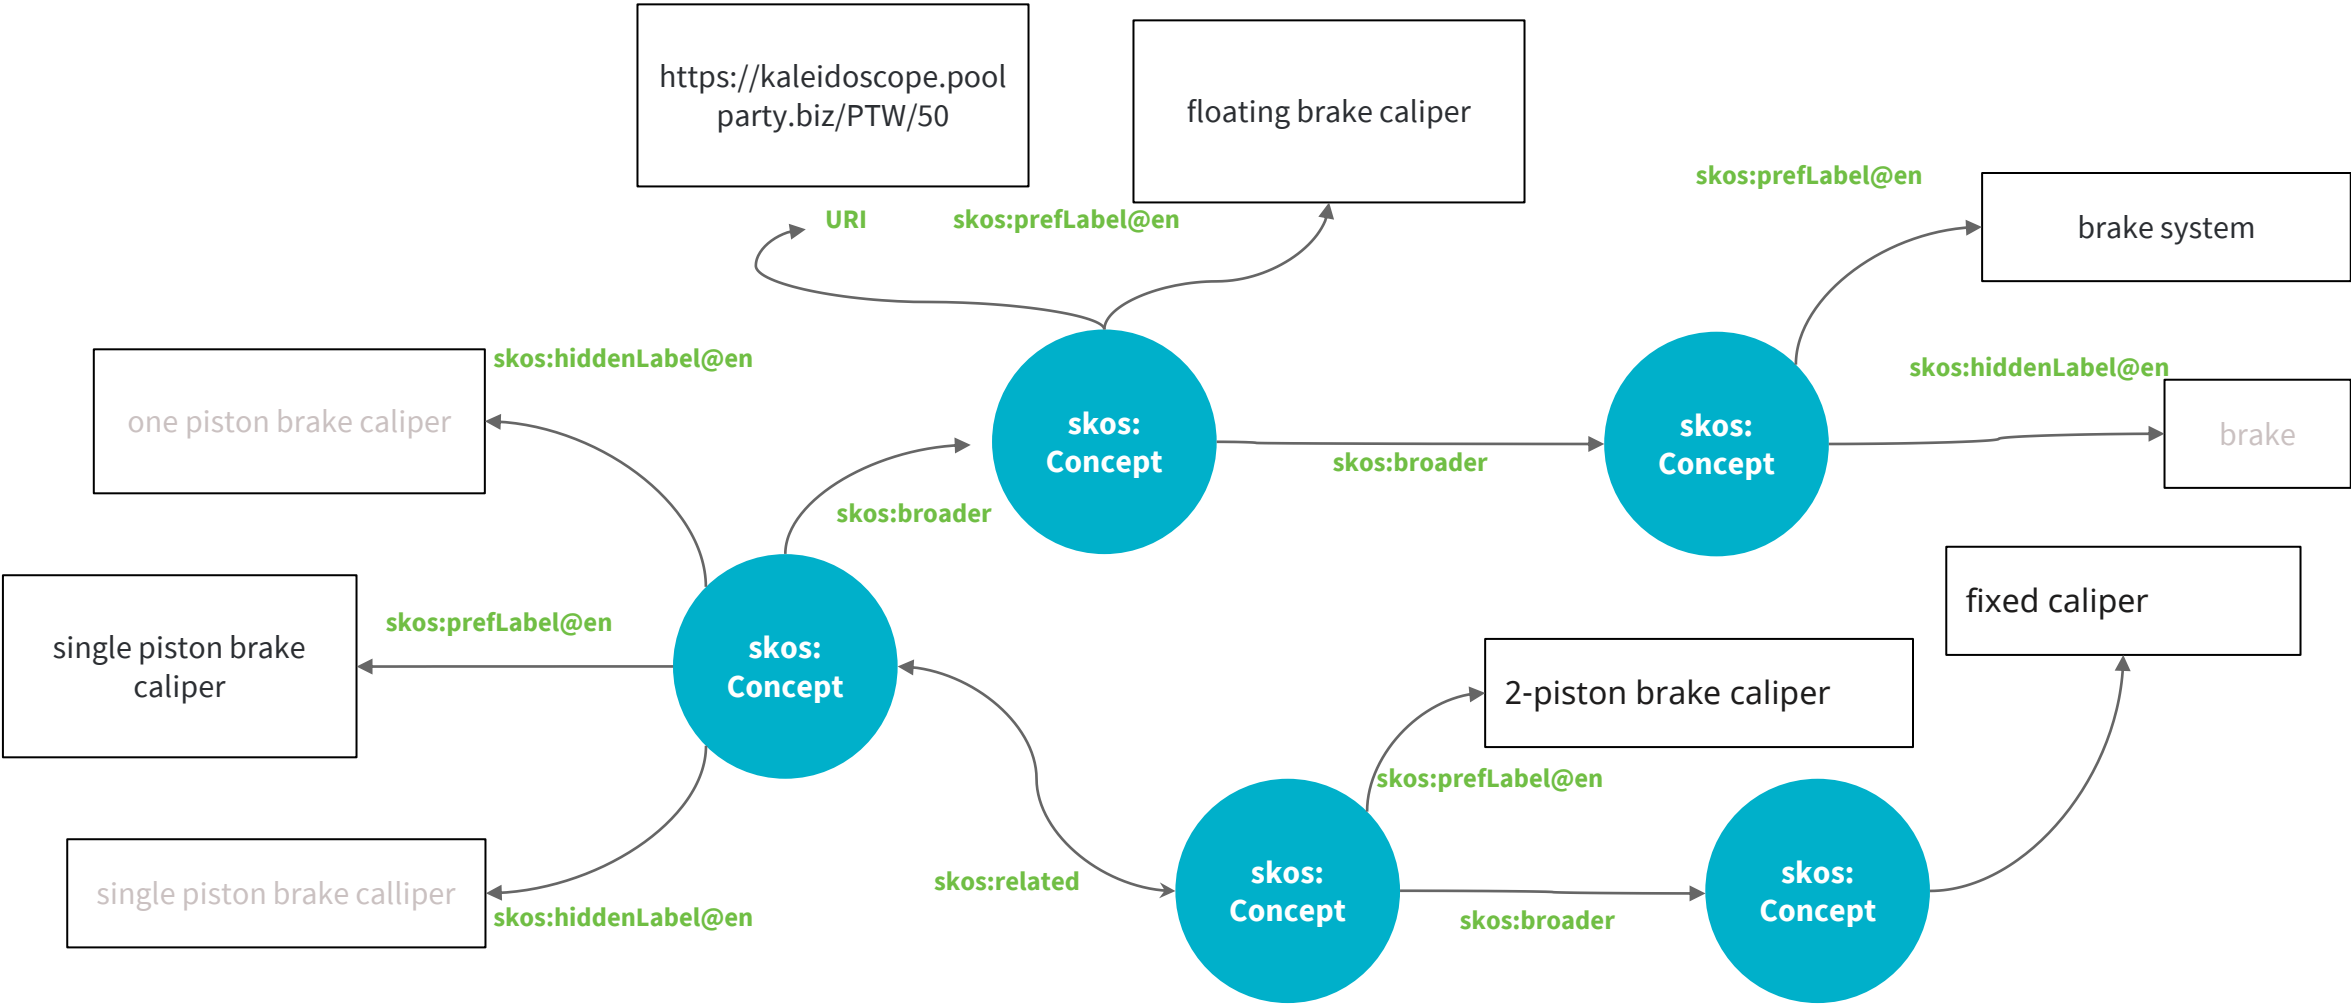 https://kaleidoscope.pool
party.biz/PTW/50
floating brake caliper
skos:prefLabel@en
brake system
URI
skos:prefLabel@en
skos:hiddenLabel@en
one piston brake caliper
skos:hiddenLabel@en
brake
skos:
Concept
skos:
Concept
skos:broader
skos:broader
fixed caliper
single piston brake
caliper
skos:prefLabel@en
skos:
Concept
2-piston brake caliper
skos:prefLabel@en
single piston brake calliper
skos:hiddenLabel@en
skos:related
skos:
Concept
skos:broader
skos:
Concept